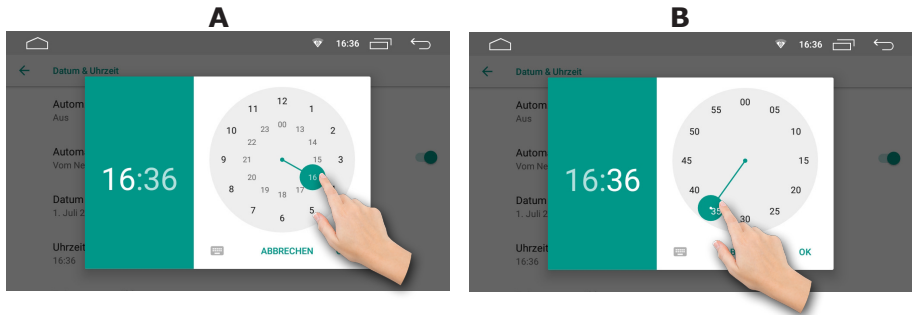 A
16:36
Datum & Uhrzeit
Autom
Aus
Autom
Vom Ne
Datum
1. Juli 2
Uhrzeit
16:36
16:36
12
11
1
10
2
9
3
8
7
5
6
00
23
13
22
14
21
15
20
16
19
17
18
ABBRECHEN
B
16:36
Datum & Uhrzeit
Autom
Aus
Autom
Vom Ne
Datum
1. Juli 2
Uhrzeit
16:36
16:36
00
55
05
50
10
45
15
40
20
35
25
30
OK